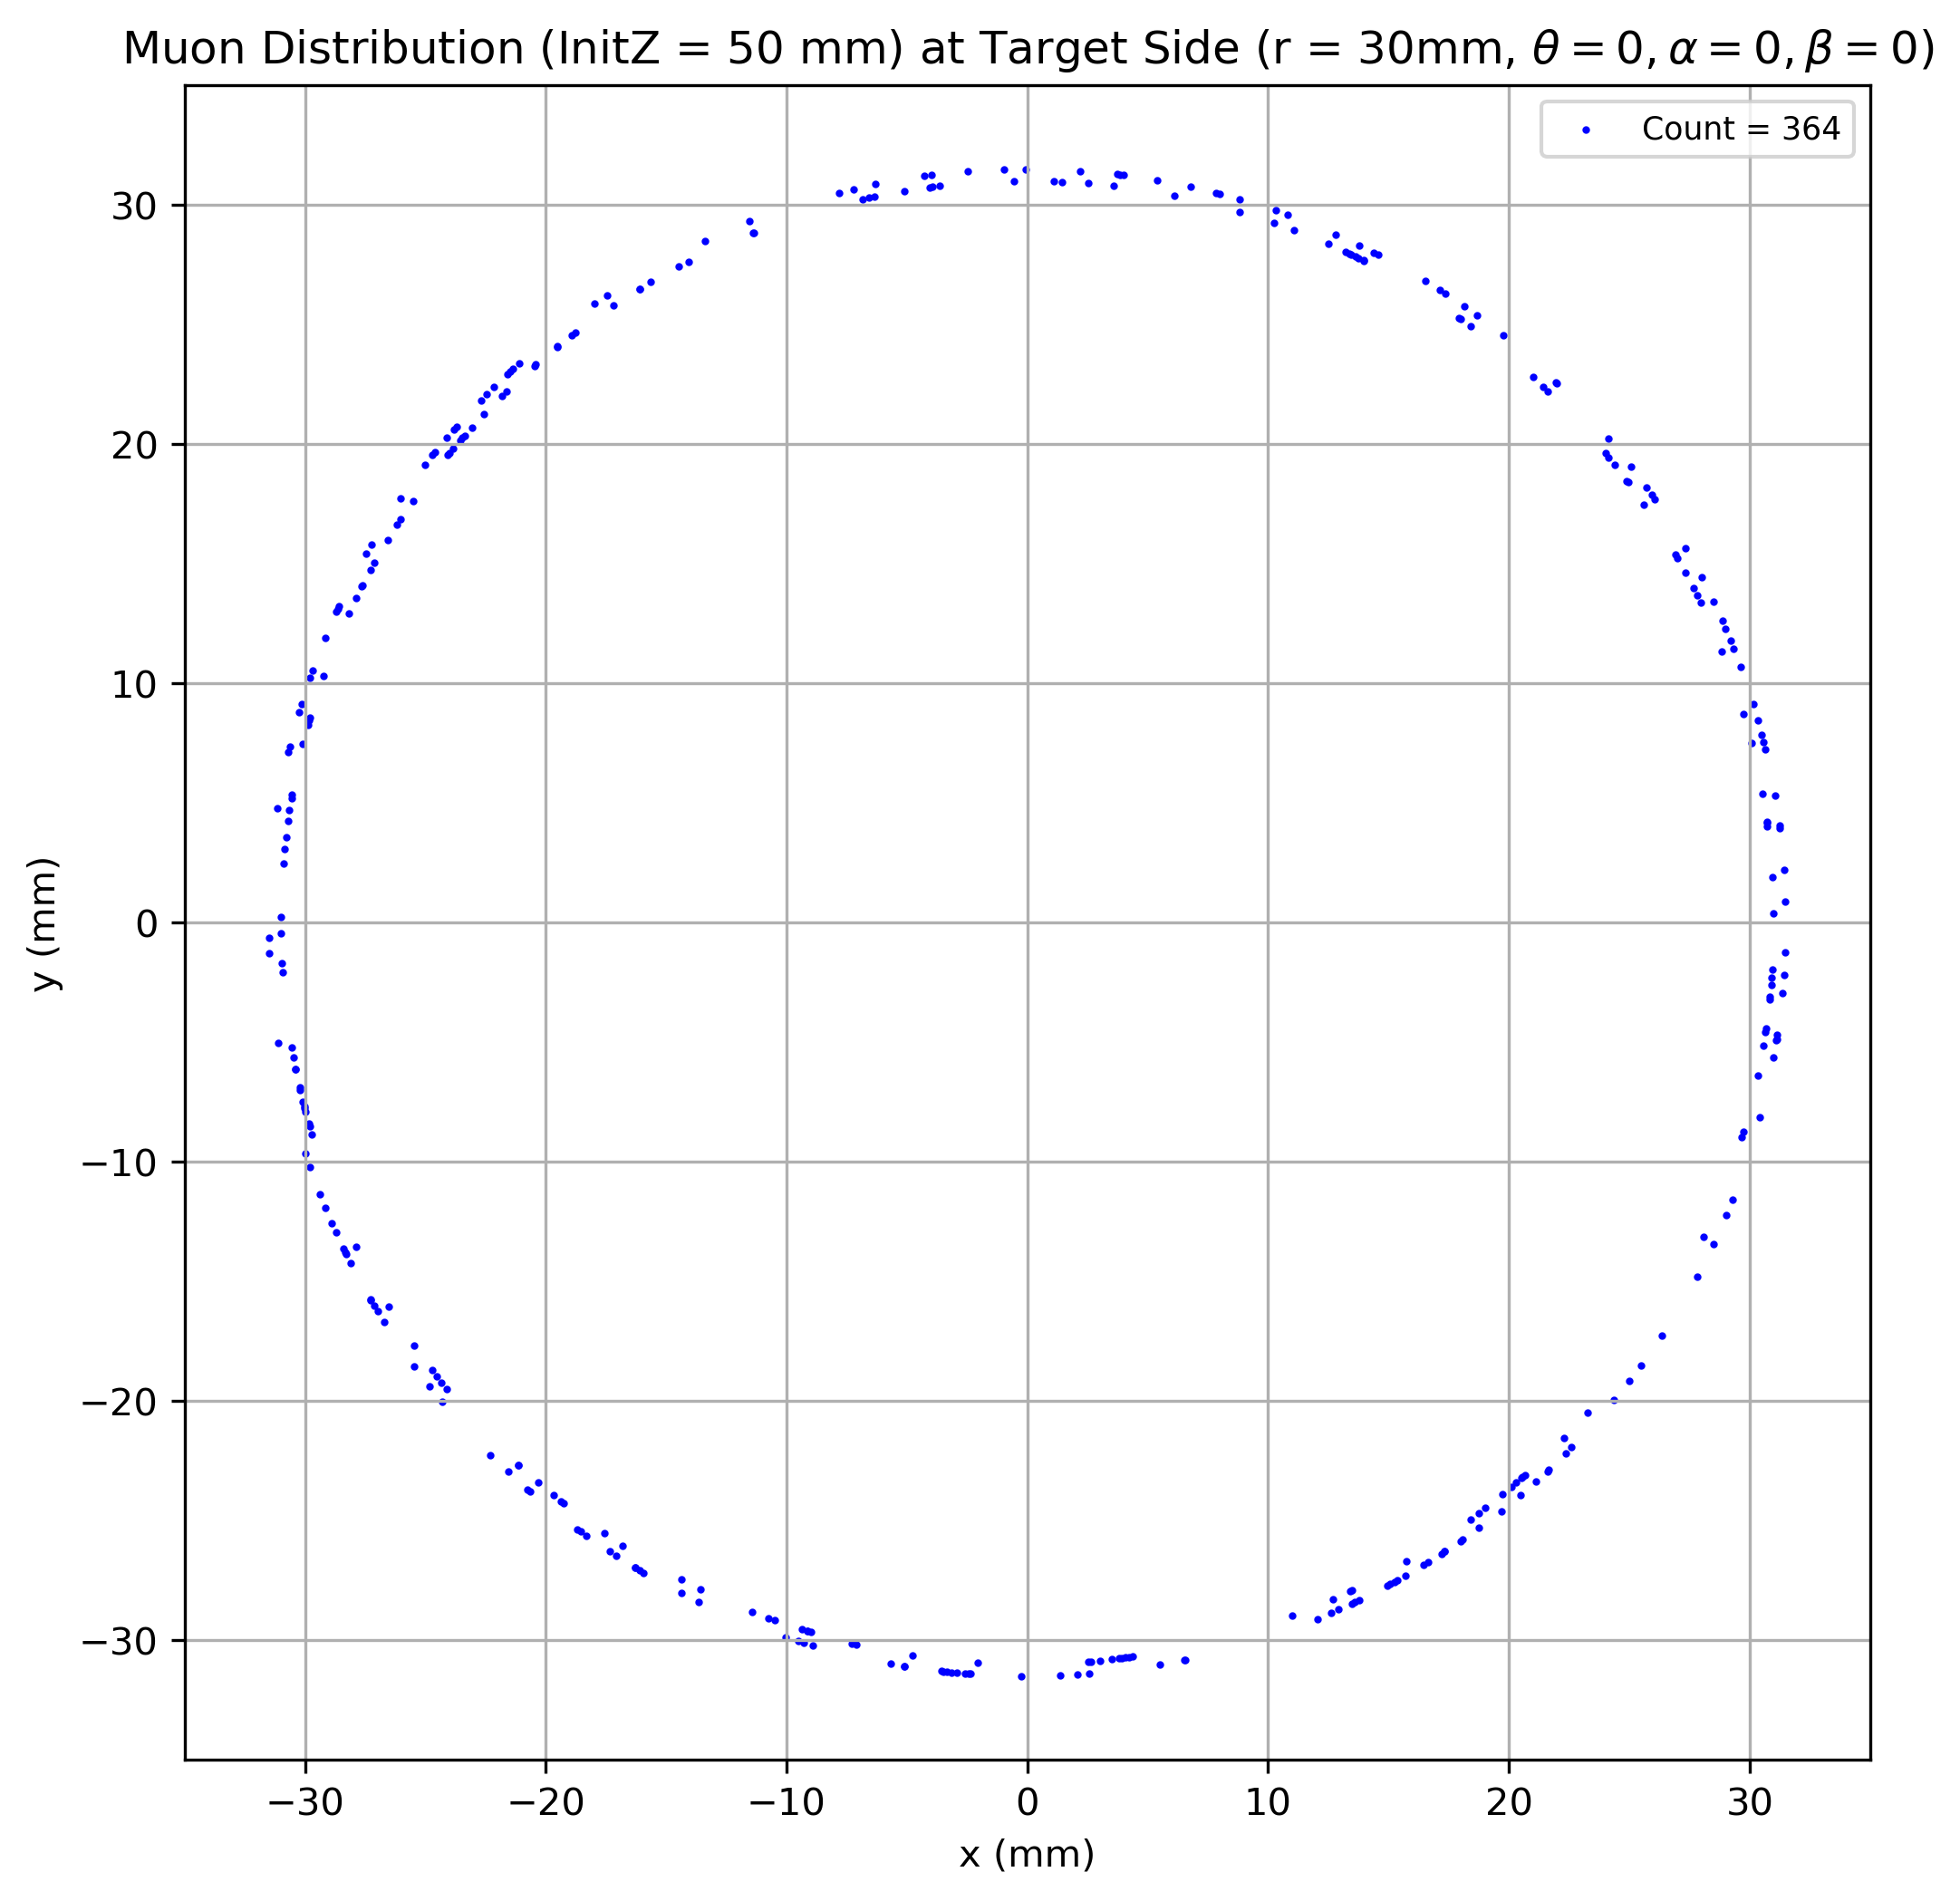 Muon Distribution (InitZ = 50 mm) at Target Side (r = 30mm, θ = 0, α = 0, β = 0)
Count = 364
30
20
10
0
−10
−20
−30
y (mm)
−30 −20 −10 0 10 20 30
x (mm)